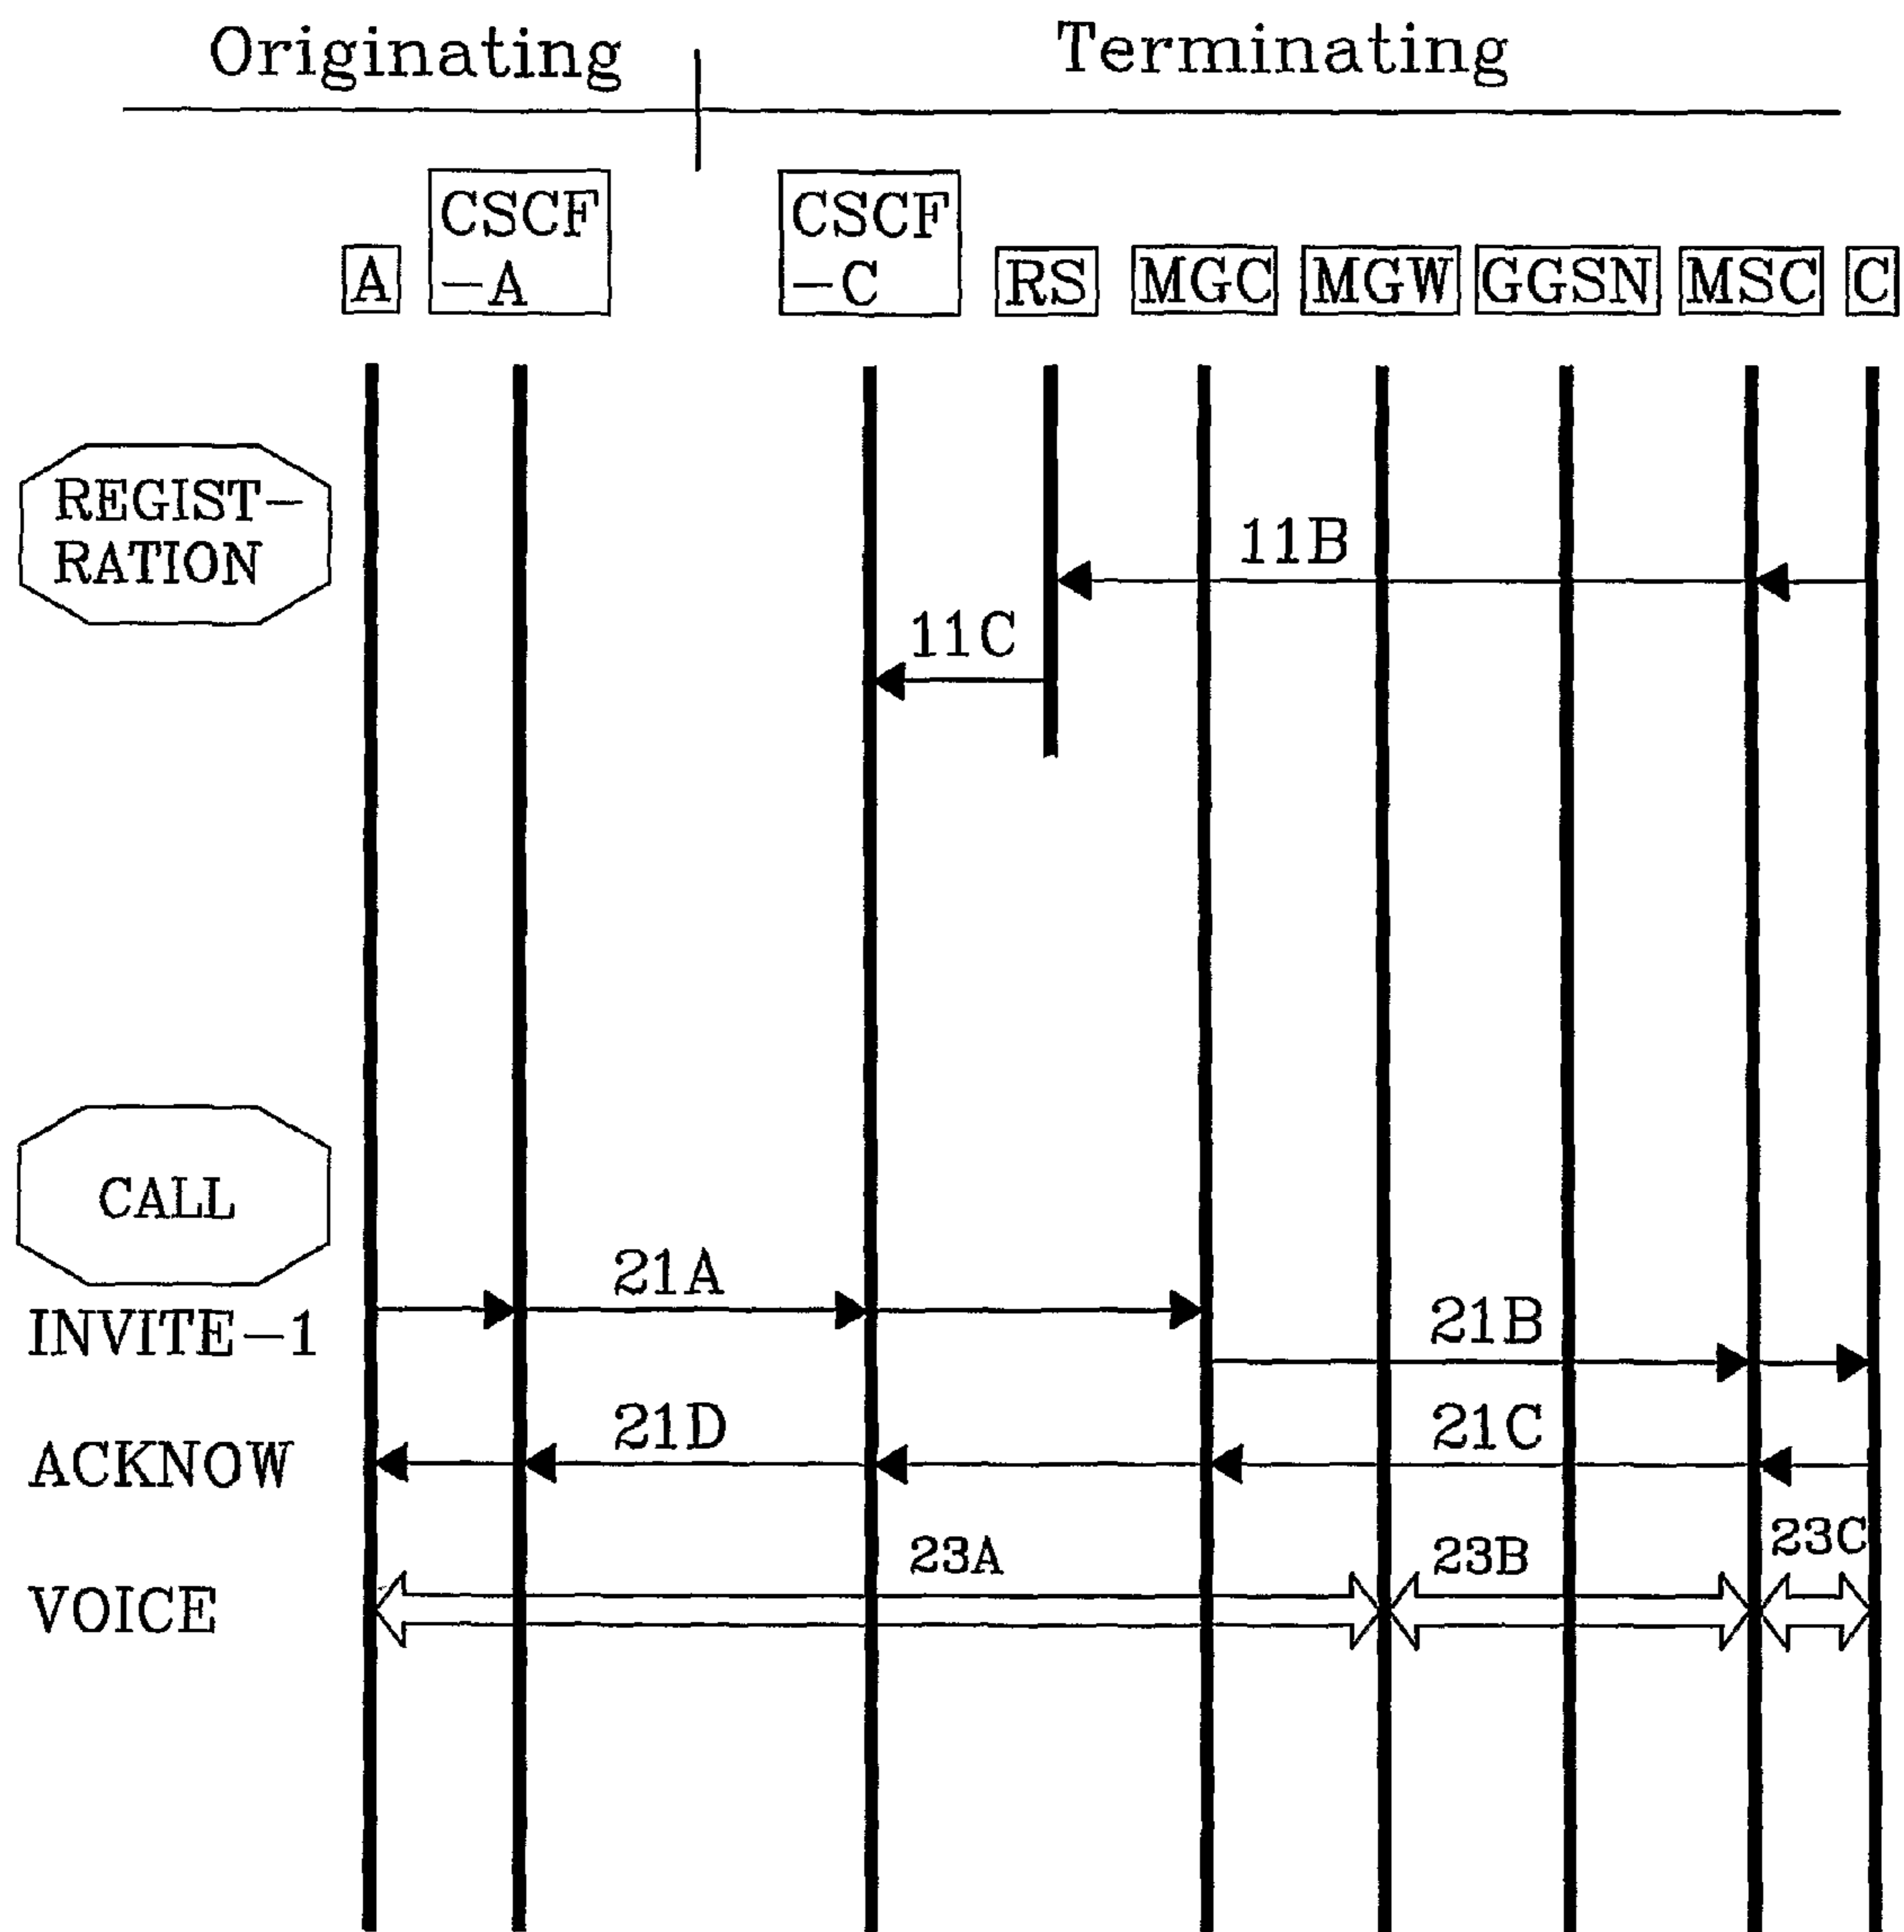 Originating
Terminating
A
CSCF
-A
CSCF
-C
RS
MGC
MGW
GGSN
MSC
C
REGIST-
RATION
11B
11C
CALL
INVITE-1
21A
21B
ACKNOW
21D
21C
VOICE
23A
23B
23C